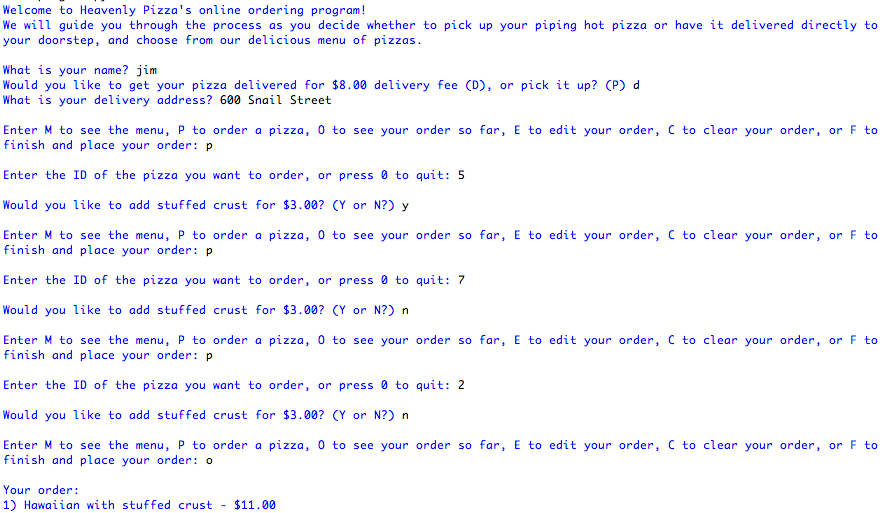 Welcome to Heavenly Pizza's online ordering program!
We will guide you through the process as you decide whether to pick up your piping hot pizza or have it delivered directly to
your doorstep, and choose from our delicious menu of pizzas.
What is your name? jim
Would you like to get your pizza delivered for $8.00 delivery fee (D), or pick it up? (P) d
What is your delivery address? 600 Snail Street
Enter M to see the menu, P to order a pizza, O to see your order so far, E to edit your order, C to clear your order, or F to
finish and place your order: p
Enter the ID of the pizza you want to order, or press 0 to quit: 5
Would you like to add stuffed crust for $3.00? (Y or N?) y
Enter M to see the menu, P to order a pizza, O to see your order so far, E to edit your order, C to clear your order, or F to
finish and place your order: p
Enter the ID of the pizza you want to order, or press 0 to quit: 7
Would you like to add stuffed crust for $3.00? (Y or N?) n
Enter M to see the menu, P to order a pizza, O to see your order so far, E to edit your order, C to clear your order, or F to
finish and place your order: p
Enter the ID of the pizza you want to order, or press 0 to quit: 2
Would you like to add stuffed crust for $3.00? (Y or N?) n
Enter M to see the menu, P to order a pizza, O to see your order so far, E to edit your order, C to clear your order, or F to
finish and place your order: o
Your order:
1) Hawaiian with stuffed crust - $11.00